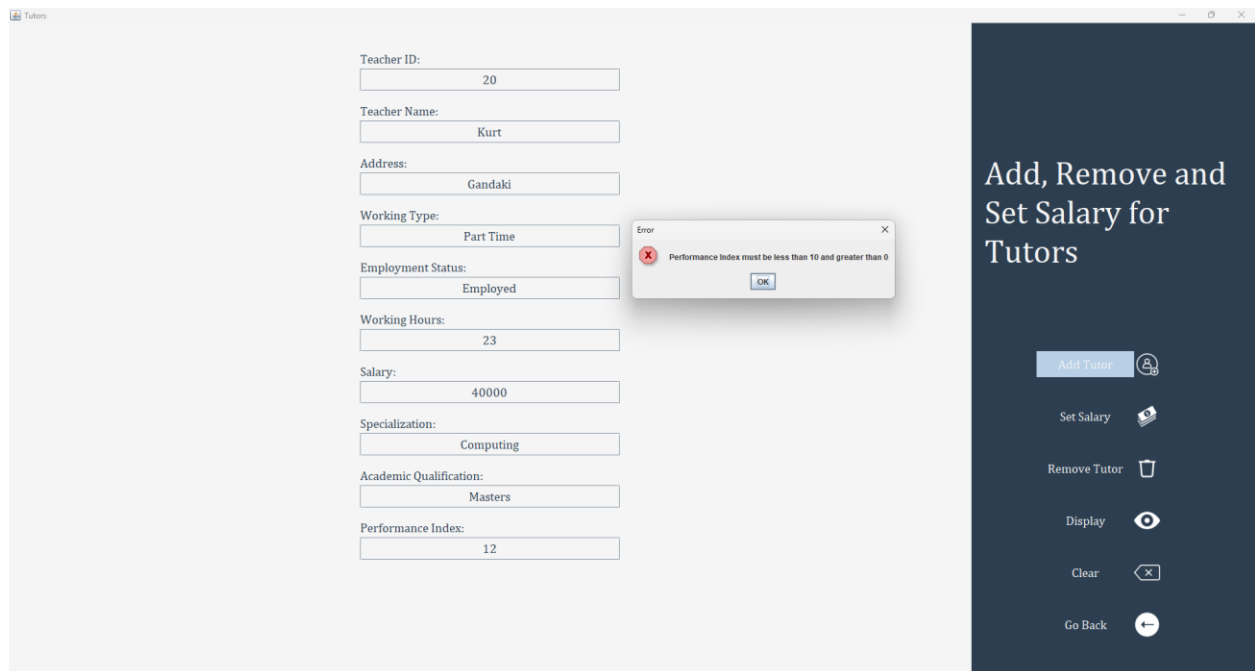 Tutors
Teacher ID:
20
Teacher Name:
Kurt
Address:
Gandaki
Working Type:
Part Time
Employment Status:
Employed
Working Hours:
23
Salary:
40000
Specialization:
Computing
Academic Qualification:
Masters
Performance Index:
12
Error
Performance Index must be less than 10 and greater than 0
OK
Add, Remove and
Set Salary for
Tutors
Add Tutor
Set Salary
Remove Tutor
Display
Clear
Go Back